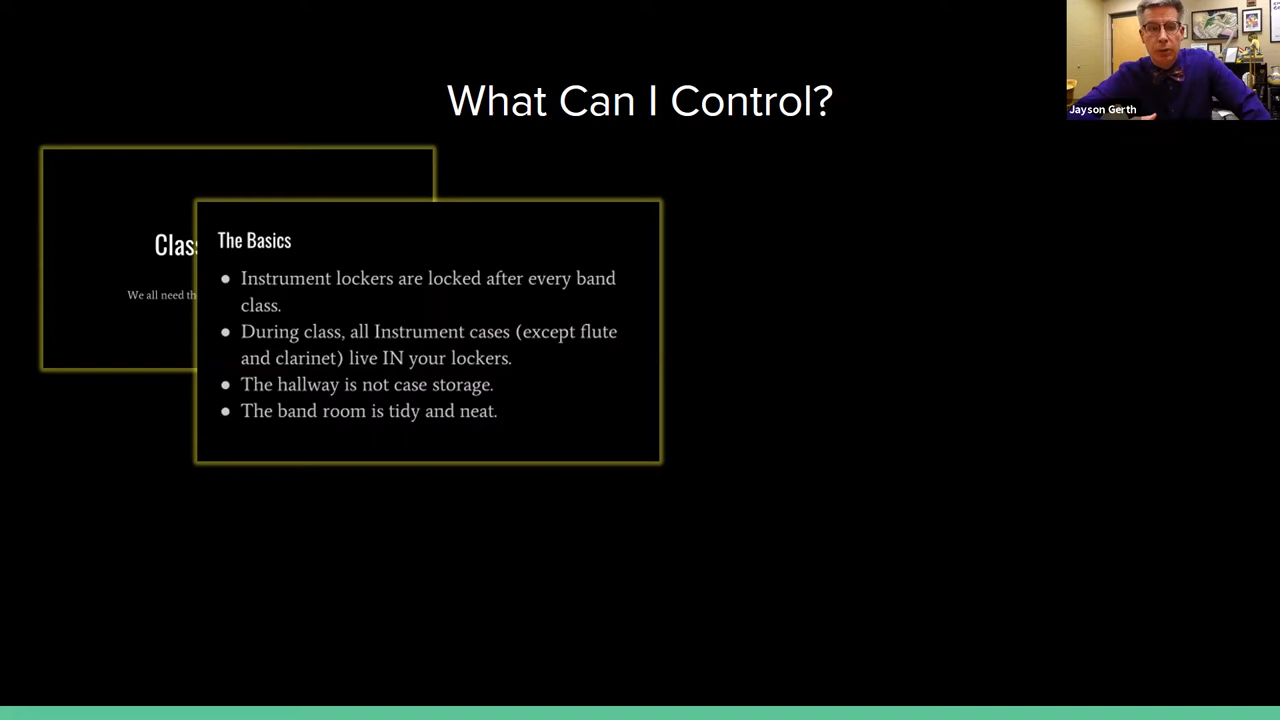 What Can I Control?
Jayson Gerth
We all need
The Basics
Instrument lockers are locked after every band
class.
During class, all Instrument cases (except flute
and clarinet) live IN your lockers.
The hallway is not case storage.
The band room is tidy and neat.